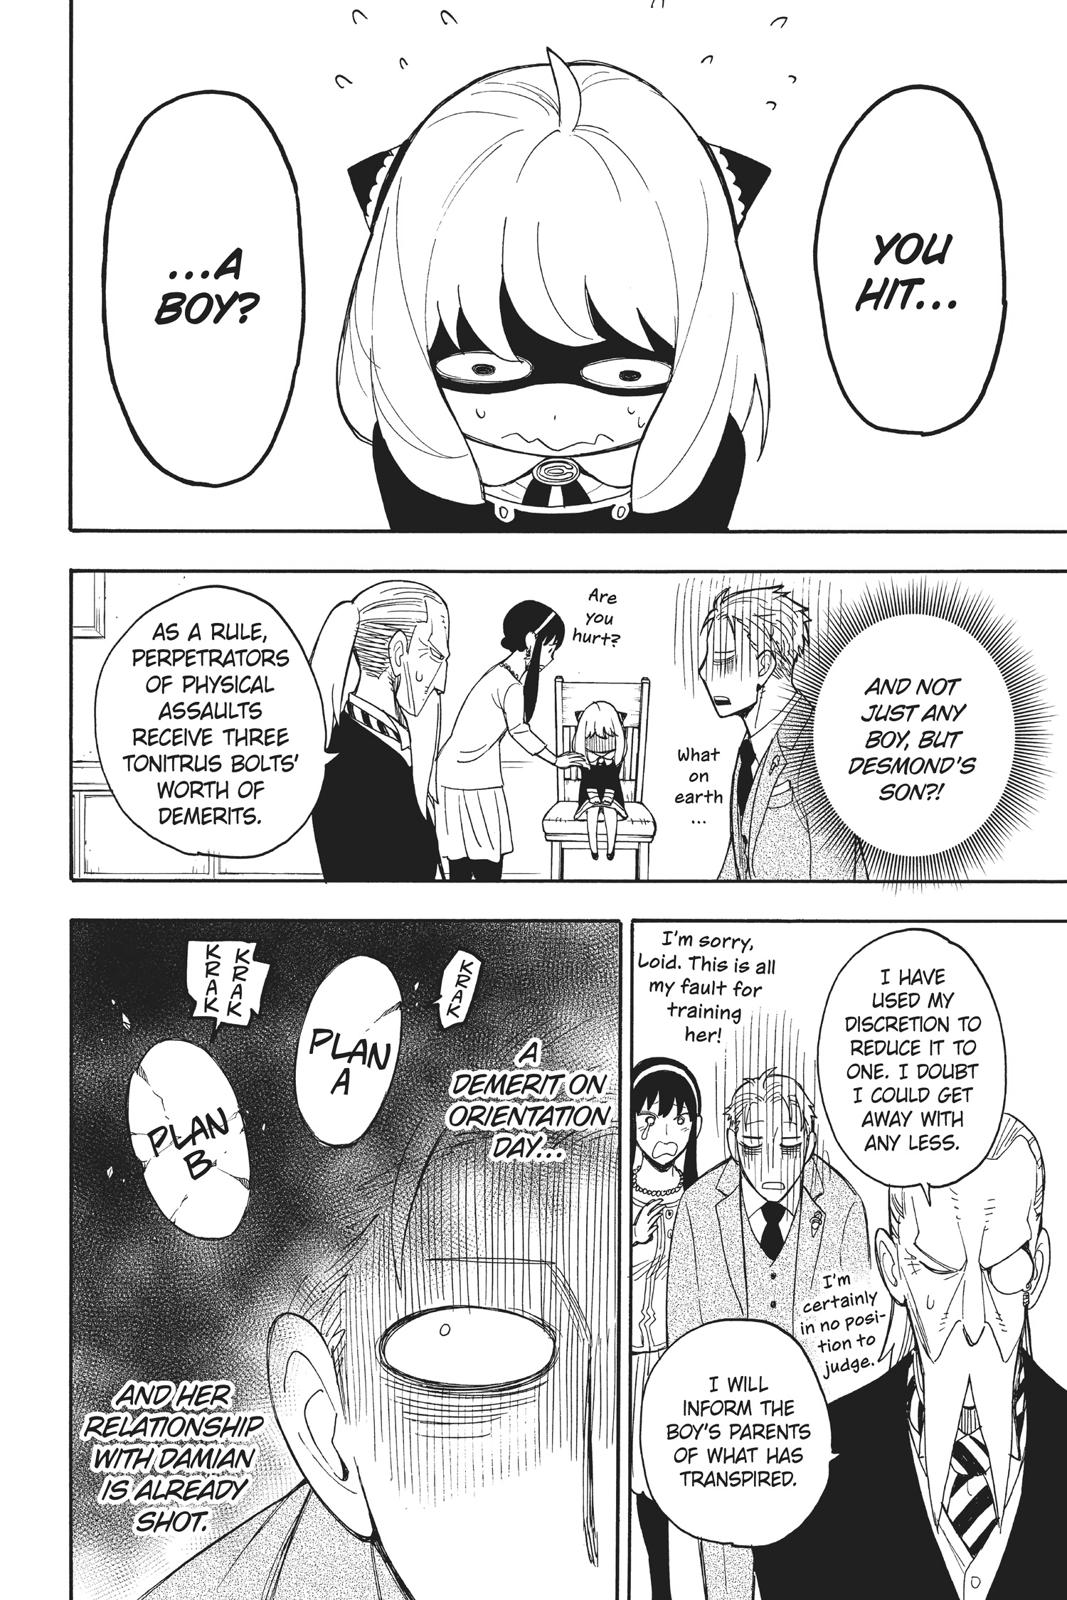 YOU
HIT...
...A
BOY?
AND NOT
JUST ANY
BOY, BUT
DESMOND'S
SON?!
What
on
earth
...
Are
you
hurt?
AS A RULE,
PERPETRATORS
OF PHYSICAL
ASSAULTS
RECEIVE THREE
TONITRUS BOLTS'
WORTH OF
DEMERITS.
I HAVE
USED MY
DISCRETION TO
REDUCE IT TO
ONE. I DOUBT
I COULD GET
AWAY WITH
ANY LESS.
I'm sorry,
Loid. This is all
my fault for
training
her!
I'm
certainly
in no posi-
tion to
judge.
I WILL
INFORM THE
BOY'S PARENTS
OF WHAT HAS
TRANSPIRED.
A
DEMERIT ON
ORIENTATION
DAY...
KRAK
PLAN
A
KRAK
KRAK
PLAN
B
AND HER
RELATIONSHIP
WITH DAMIAN
IS ALREADY
SHOT.